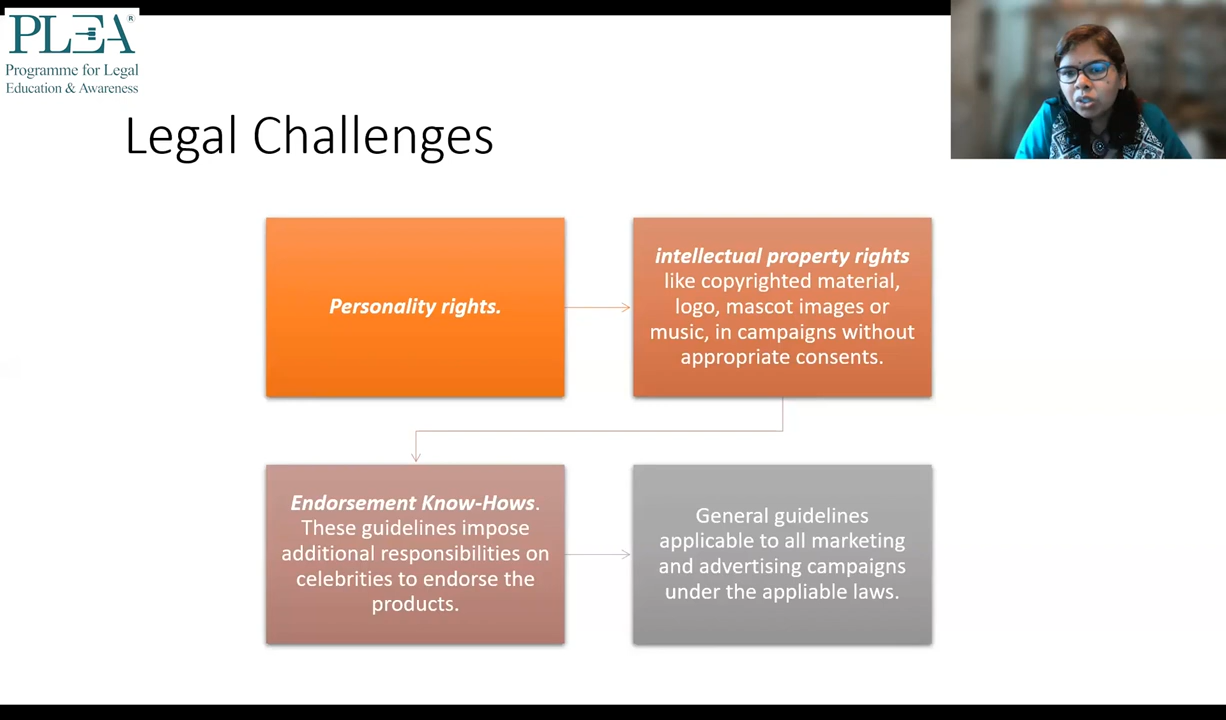 PLEA®
Programme for Legal
Education & Awareness
Legal Challenges
Personality rights.
intellectual property rights
like copyrighted material,
logo, mascot images or
music, in campaigns without
appropriate consents.
Endorsement Know-Hows.
These guidelines impose
additional responsibilities on
celebrities to endorse the
products.
General guidelines
applicable to all marketing
and advertising campaigns
under the appliable laws.